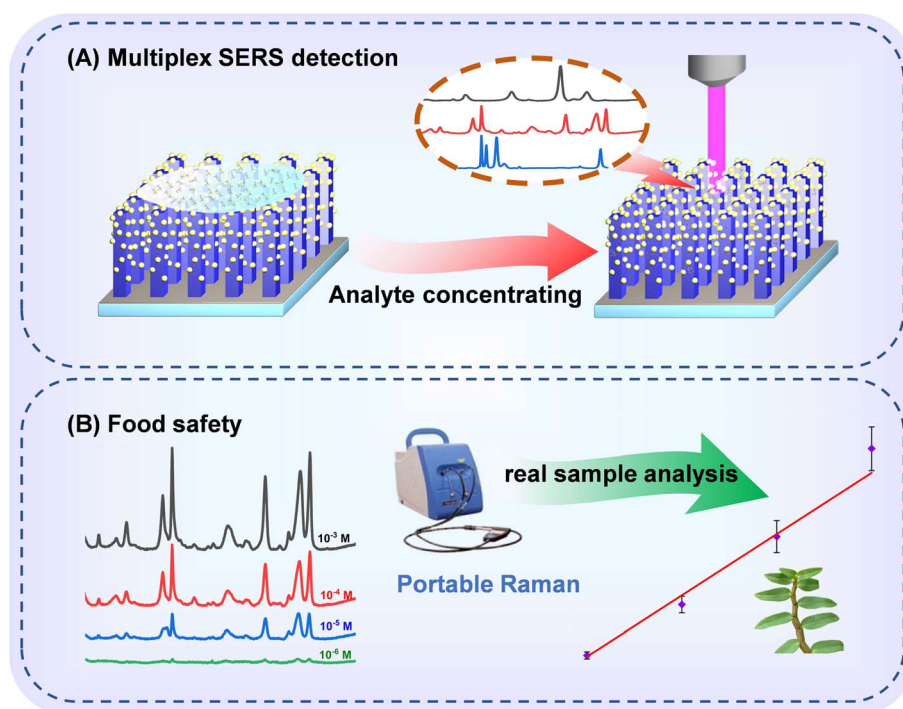 (A) Multiplex SERS detection
Analyte concentrating
(B) Food safety
10⁻³ M
10⁻⁴ M
10⁻⁵ M
10⁻⁶ M
Portable Raman
real sample analysis